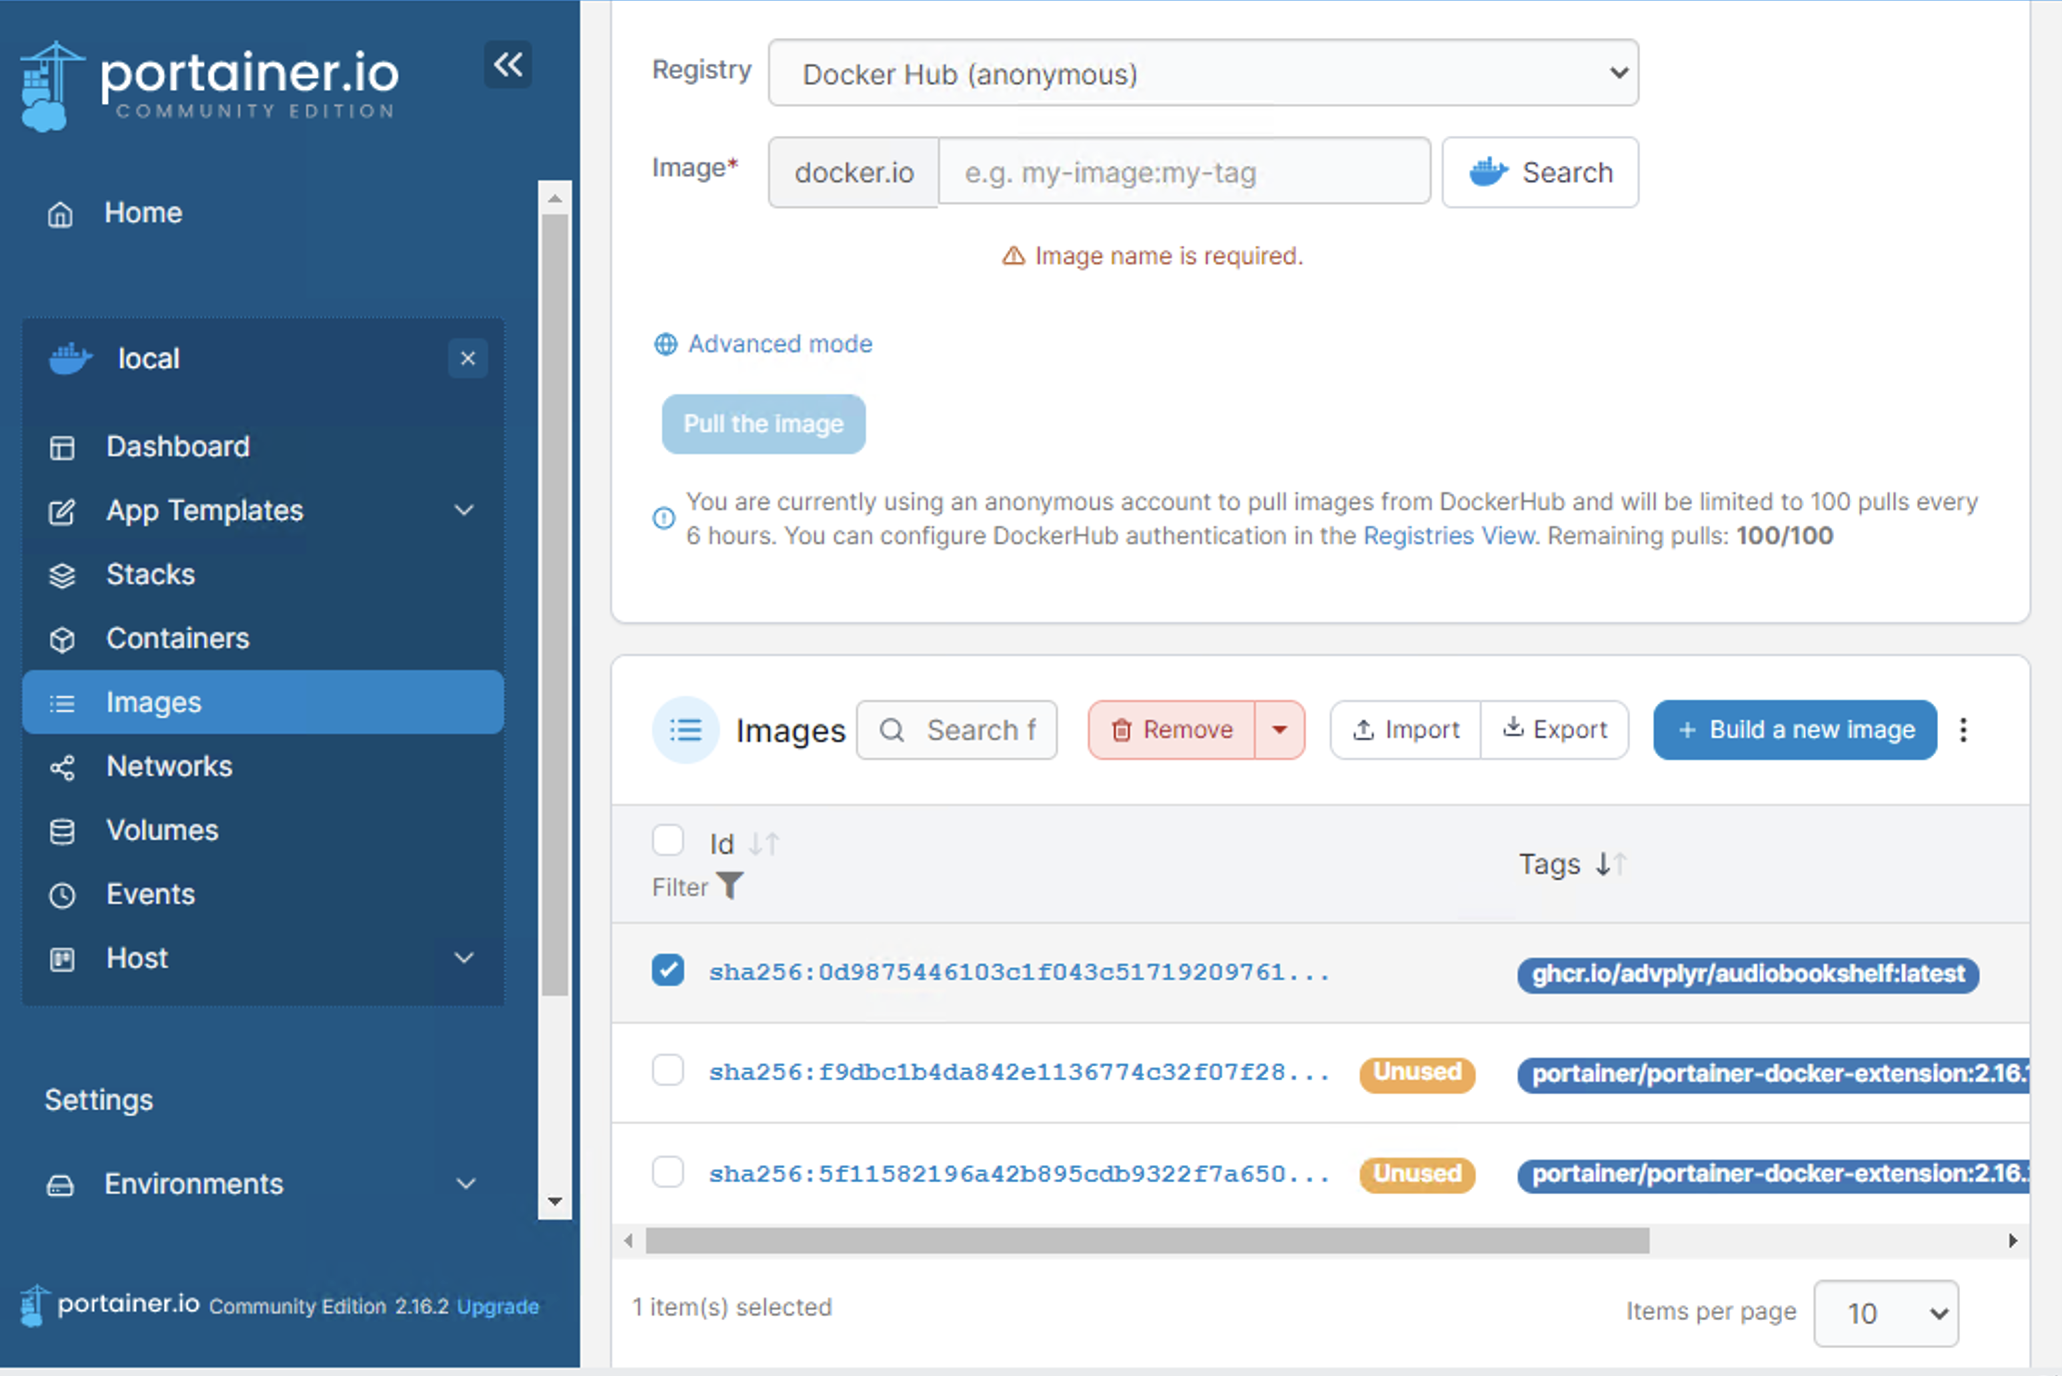 portainer.io
COMMUNITY EDITION
Home
local
Dashboard
App Templates
Stacks
Containers
Images
Networks
Volumes
Events
Host
Settings
Environments
portainer.io Community Edition 2.16.2 Upgrade
Registry Docker Hub (anonymous)
Image* docker.io e.g. my-image:my-tag Search
Image name is required.
Advanced mode
Pull the image
You are currently using an anonymous account to pull images from DockerHub and will be limited to 100 pulls every
6 hours. You can configure DockerHub authentication in the Registries View. Remaining pulls: 100/100
Images Search f Remove Import Export + Build a new image
Id Tags
Filter
sha256:0d9875446103c1f043c51719209761... ghcr.io/advplyr/audiobookshelf:latest
sha256:f9dbc1b4da842e1136774c32f07f28... Unused portainer/portainer-docker-extension:2.16.
sha256:5f11582196a42b895cdb9322f7a650... Unused portainer/portainer-docker-extension:2.16.
1 item(s) selected Items per page 10